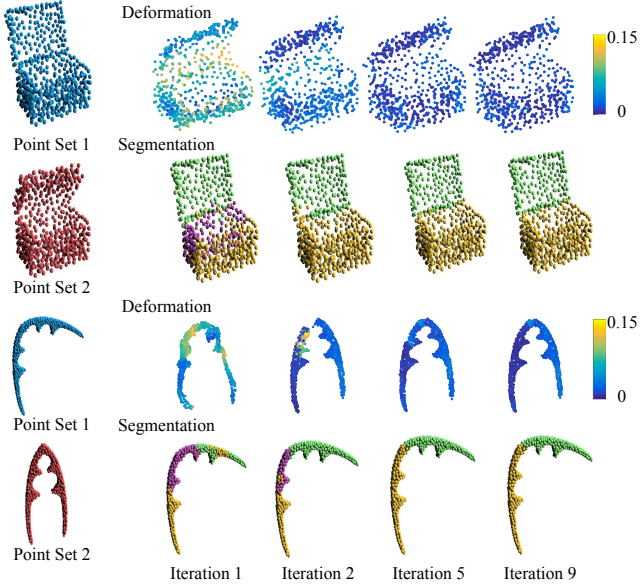 Deformation
0.15
0
Point Set 1
Segmentation
Point Set 2
Deformation
0.15
0
Point Set 1
Segmentation
Point Set 2
Iteration 1 Iteration 2 Iteration 5 Iteration 9